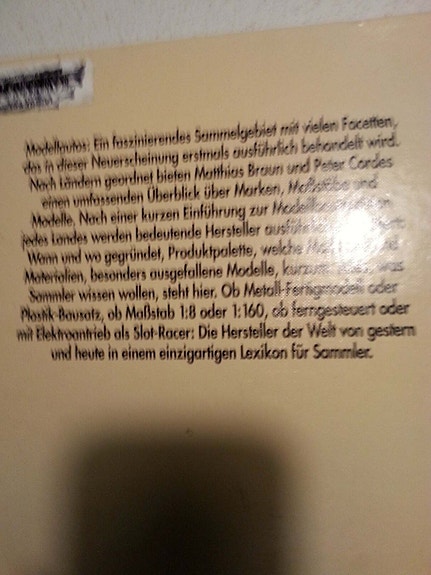 Modellautos: Ein faszinierendes Sammelgebiet mit vielen Facetten,
das in dieser Neuerscheinung erstmals ausführlich behandelt wird.
Nach Ländern geordnet bieten Matthias Braun und Peter Cordes
einen umfassenden Überblick über Marken, Maßstäbe und
Modelle. Nach einer kurzen Einführung zur
jedes Landes werden bedeutende Hersteller
Wann und wo gegründet, Produktpalette, welche
Materialien, besonders ausgefallene Modelle, kurzum: was
Sammler wissen wollen, steht hier. Ob Metall-Fertigmodell oder
Plastik-Bausatz, ob Maßstab 1:8 oder 1:160, ob ferngesteuert oder
mit Elektroantrieb als Slot-Racer: Die Hersteller der Welt von gestern
und heute in einem einzigartigen Lexikon für Sammler.